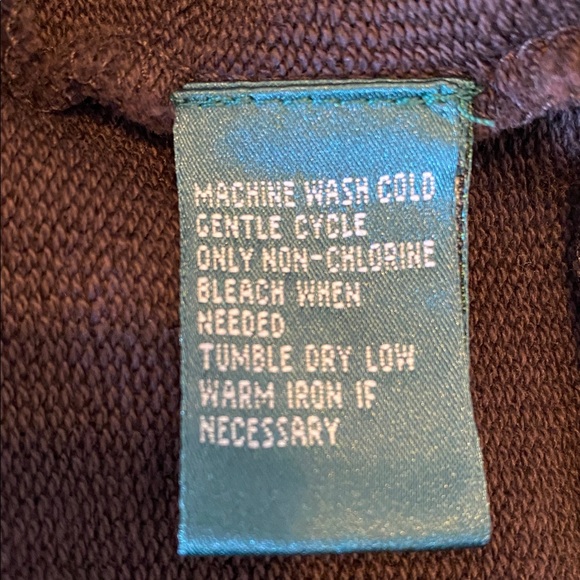 MACHINE WASH COLD
GENTLE CYCLE
ONLY NON-CHLORINE
BLEACH WHEN
NEEDED
TUMBLE DRY LOW
WARM IRON IF
NECESSARY